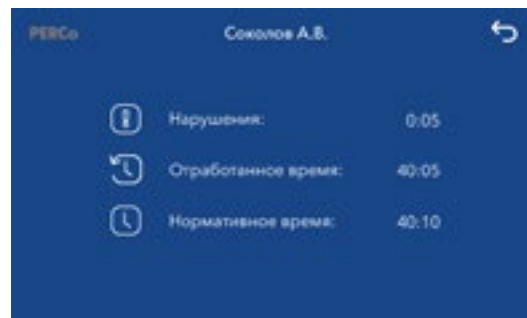 PERCo
Соколов А.В.
Нарушения: 0:05
Отработанное время: 40:05
Нормативное время: 40:10